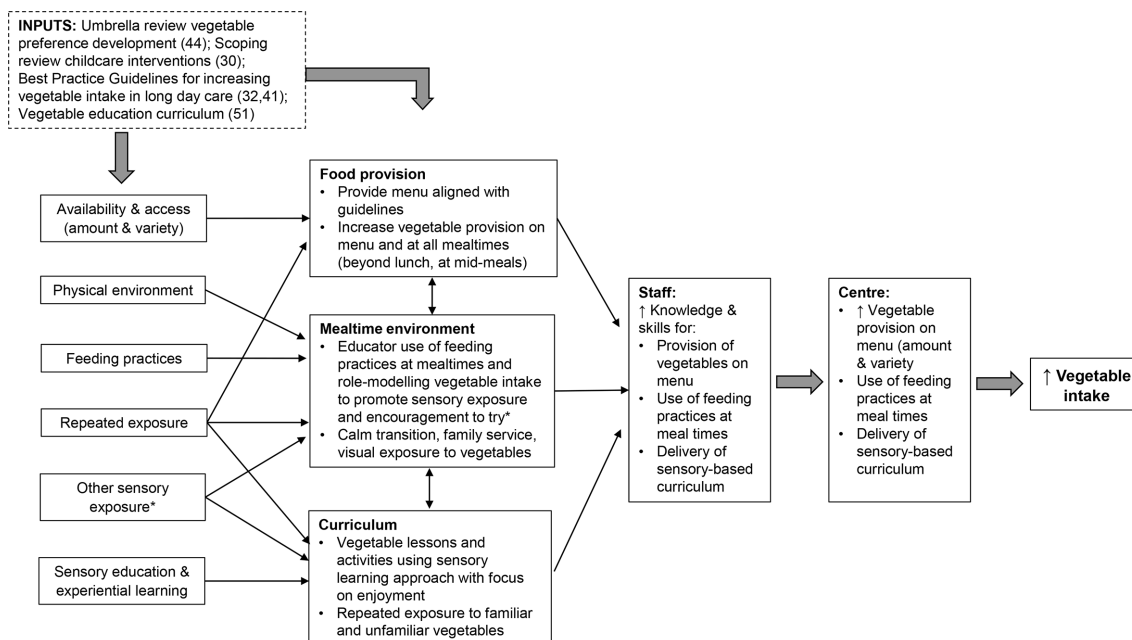 INPUTS: Umbrella review vegetable
preference development (44); Scoping
review childcare interventions (30);
Best Practice Guidelines for increasing
vegetable intake in long day care (32,41);
Vegetable education curriculum (51)
Availability & access
(amount & variety)
Physical environment
Feeding practices
Repeated exposure
Other sensory
exposure*
Sensory education &
experiential learning
Food provision
• Provide menu aligned with
guidelines
• Increase vegetable provision on
menu and at all mealtimes
(beyond lunch, at mid-meals)
Mealtime environment
• Educator use of feeding
practices at mealtimes and
role-modelling vegetable intake
to promote sensory exposure
and encouragement to try*
• Calm transition, family service,
visual exposure to vegetables
Curriculum
• Vegetable lessons and
activities using sensory
learning approach with focus
on enjoyment
• Repeated exposure to familiar
and unfamiliar vegetables
Staff:
↑ Knowledge &
skills for:
• Provision of
vegetables on
menu
• Use of feeding
practices at
meal times
• Delivery of
sensory-based
curriculum
Centre:
• ↑ Vegetable
provision on
menu (amount
& variety
• Use of feeding
practices at
meal times
• Delivery of
sensory-based
curriculum
↑ Vegetable
intake